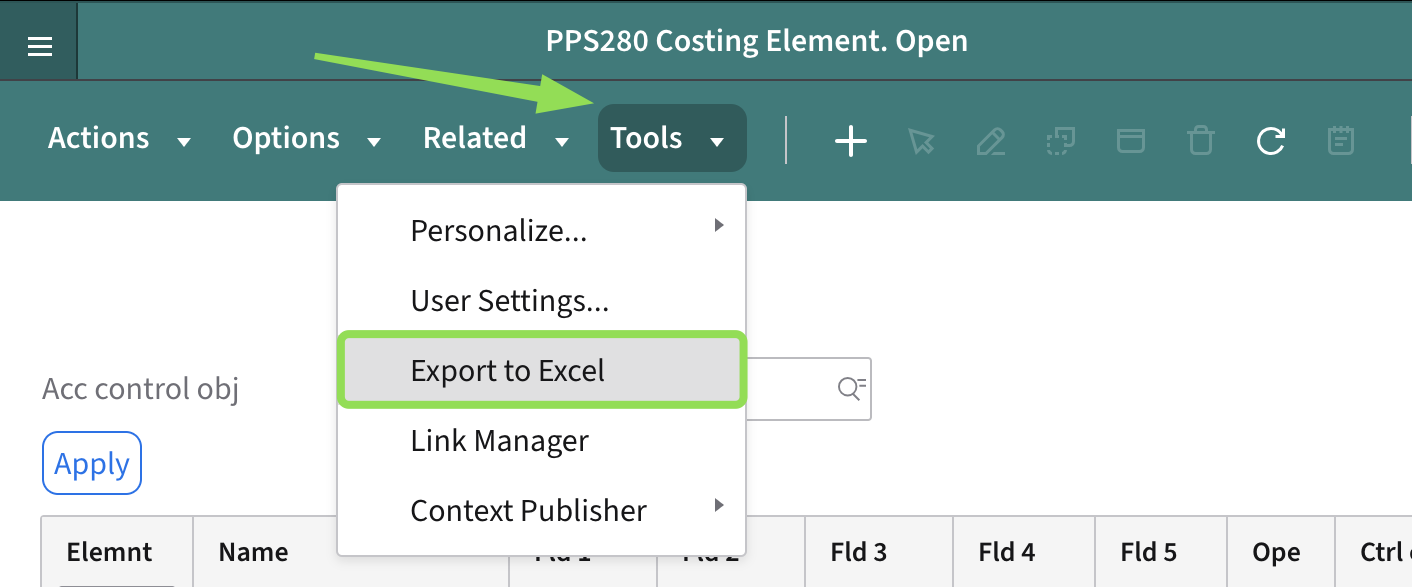 PPS280 Costing Element. Open
Actions Options Related Tools
Personalize...
User Settings...
Export to Excel
Acc control obj
Link Manager
Apply
Context Publisher
Elemnt Name Fld 1 Fld 2 Fld 3 Fld 4 Fld 5 Ope Ctrl